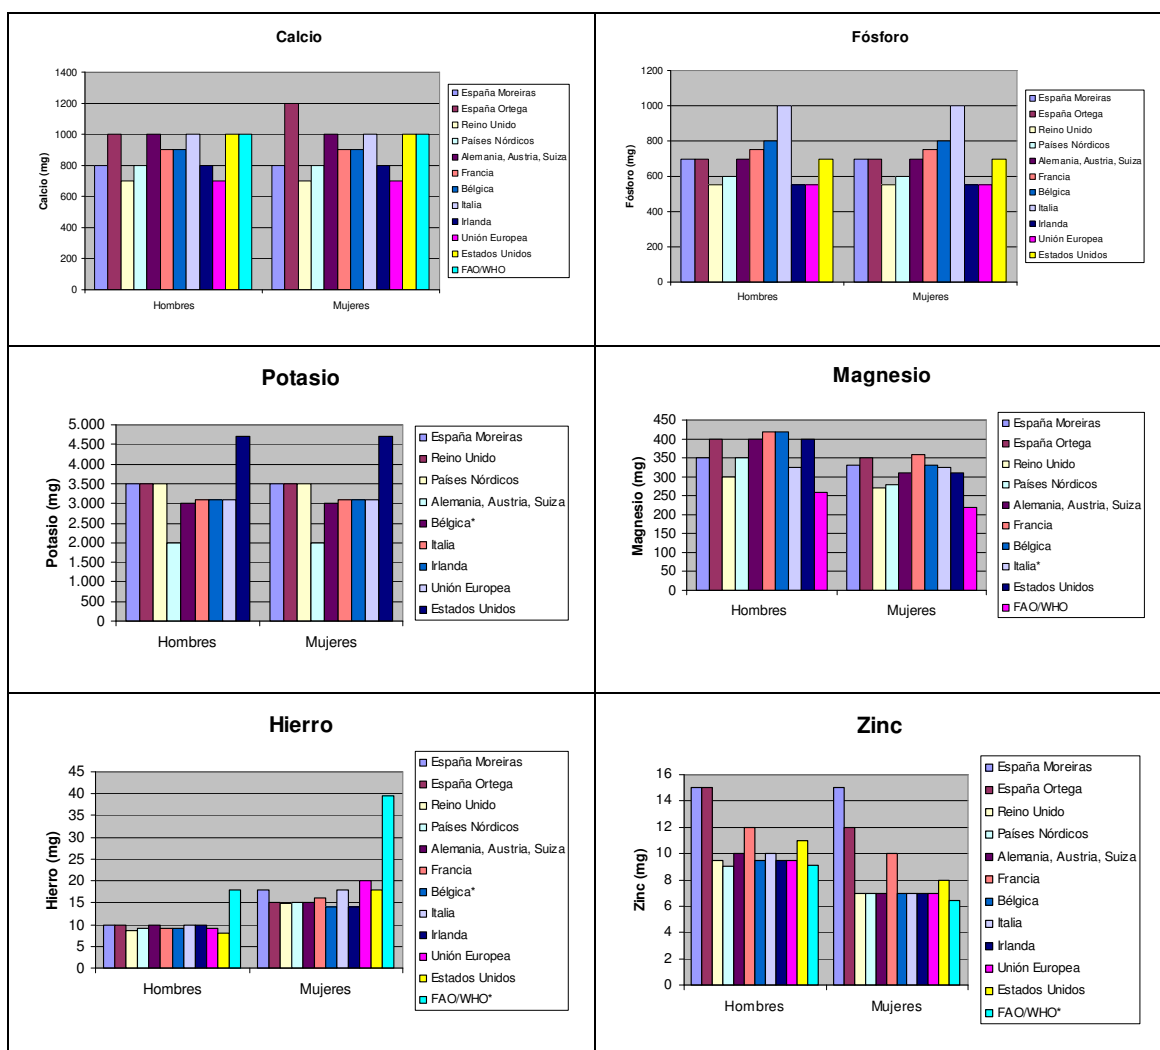 Calcio
Calcio (mg)
1400
1200
1000
800
600
400
200
0
Hombres
Mujeres
España Moreiras
España Ortega
Reino Unido
Países Nórdicos
Alemania, Austria, Suiza
Francia
Bélgica
Italia
Irlanda
Unión Europea
Estados Unidos
FAO/WHO
Fósforo
Fósforo (mg)
1200
1000
800
600
400
200
0
Hombres
Mujeres
España Moreiras
España Ortega
Reino Unido
Países Nórdicos
Alemania, Austria, Suiza
Francia
Bélgica
Italia
Irlanda
Unión Europea
Estados Unidos
Potasio
Potasio (mg)
5.000
4.500
4.000
3.500
3.000
2.500
2.000
1.500
1.000
500
0
Hombres
Mujeres
España Moreiras
Reino Unido
Países Nórdicos
Alemania, Austria, Suiza
Bélgica*
Italia
Irlanda
Unión Europea
Estados Unidos
Magnesio
Magnesio (mg)
450
400
350
300
250
200
150
100
50
0
Hombres
Mujeres
España Moreiras
España Ortega
Reino Unido
Países Nórdicos
Alemania, Austria, Suiza
Francia
Bélgica
Italia*
Estados Unidos
FAO/WHO
Hierro
Hierro (mg)
45
40
35
30
25
20
15
10
5
0
Hombres
Mujeres
España Moreiras
España Ortega
Reino Unido
Países Nórdicos
Alemania, Austria, Suiza
Francia
Bélgica*
Italia
Irlanda
Unión Europea
Estados Unidos
FAO/WHO*
Zinc
Zinc (mg)
16
14
12
10
8
6
4
2
0
Hombres
Mujeres
España Moreiras
España Ortega
Reino Unido
Países Nórdicos
Alemania, Austria, Suiza
Francia
Bélgica
Italia
Irlanda
Unión Europea
Estados Unidos
FAO/WHO*